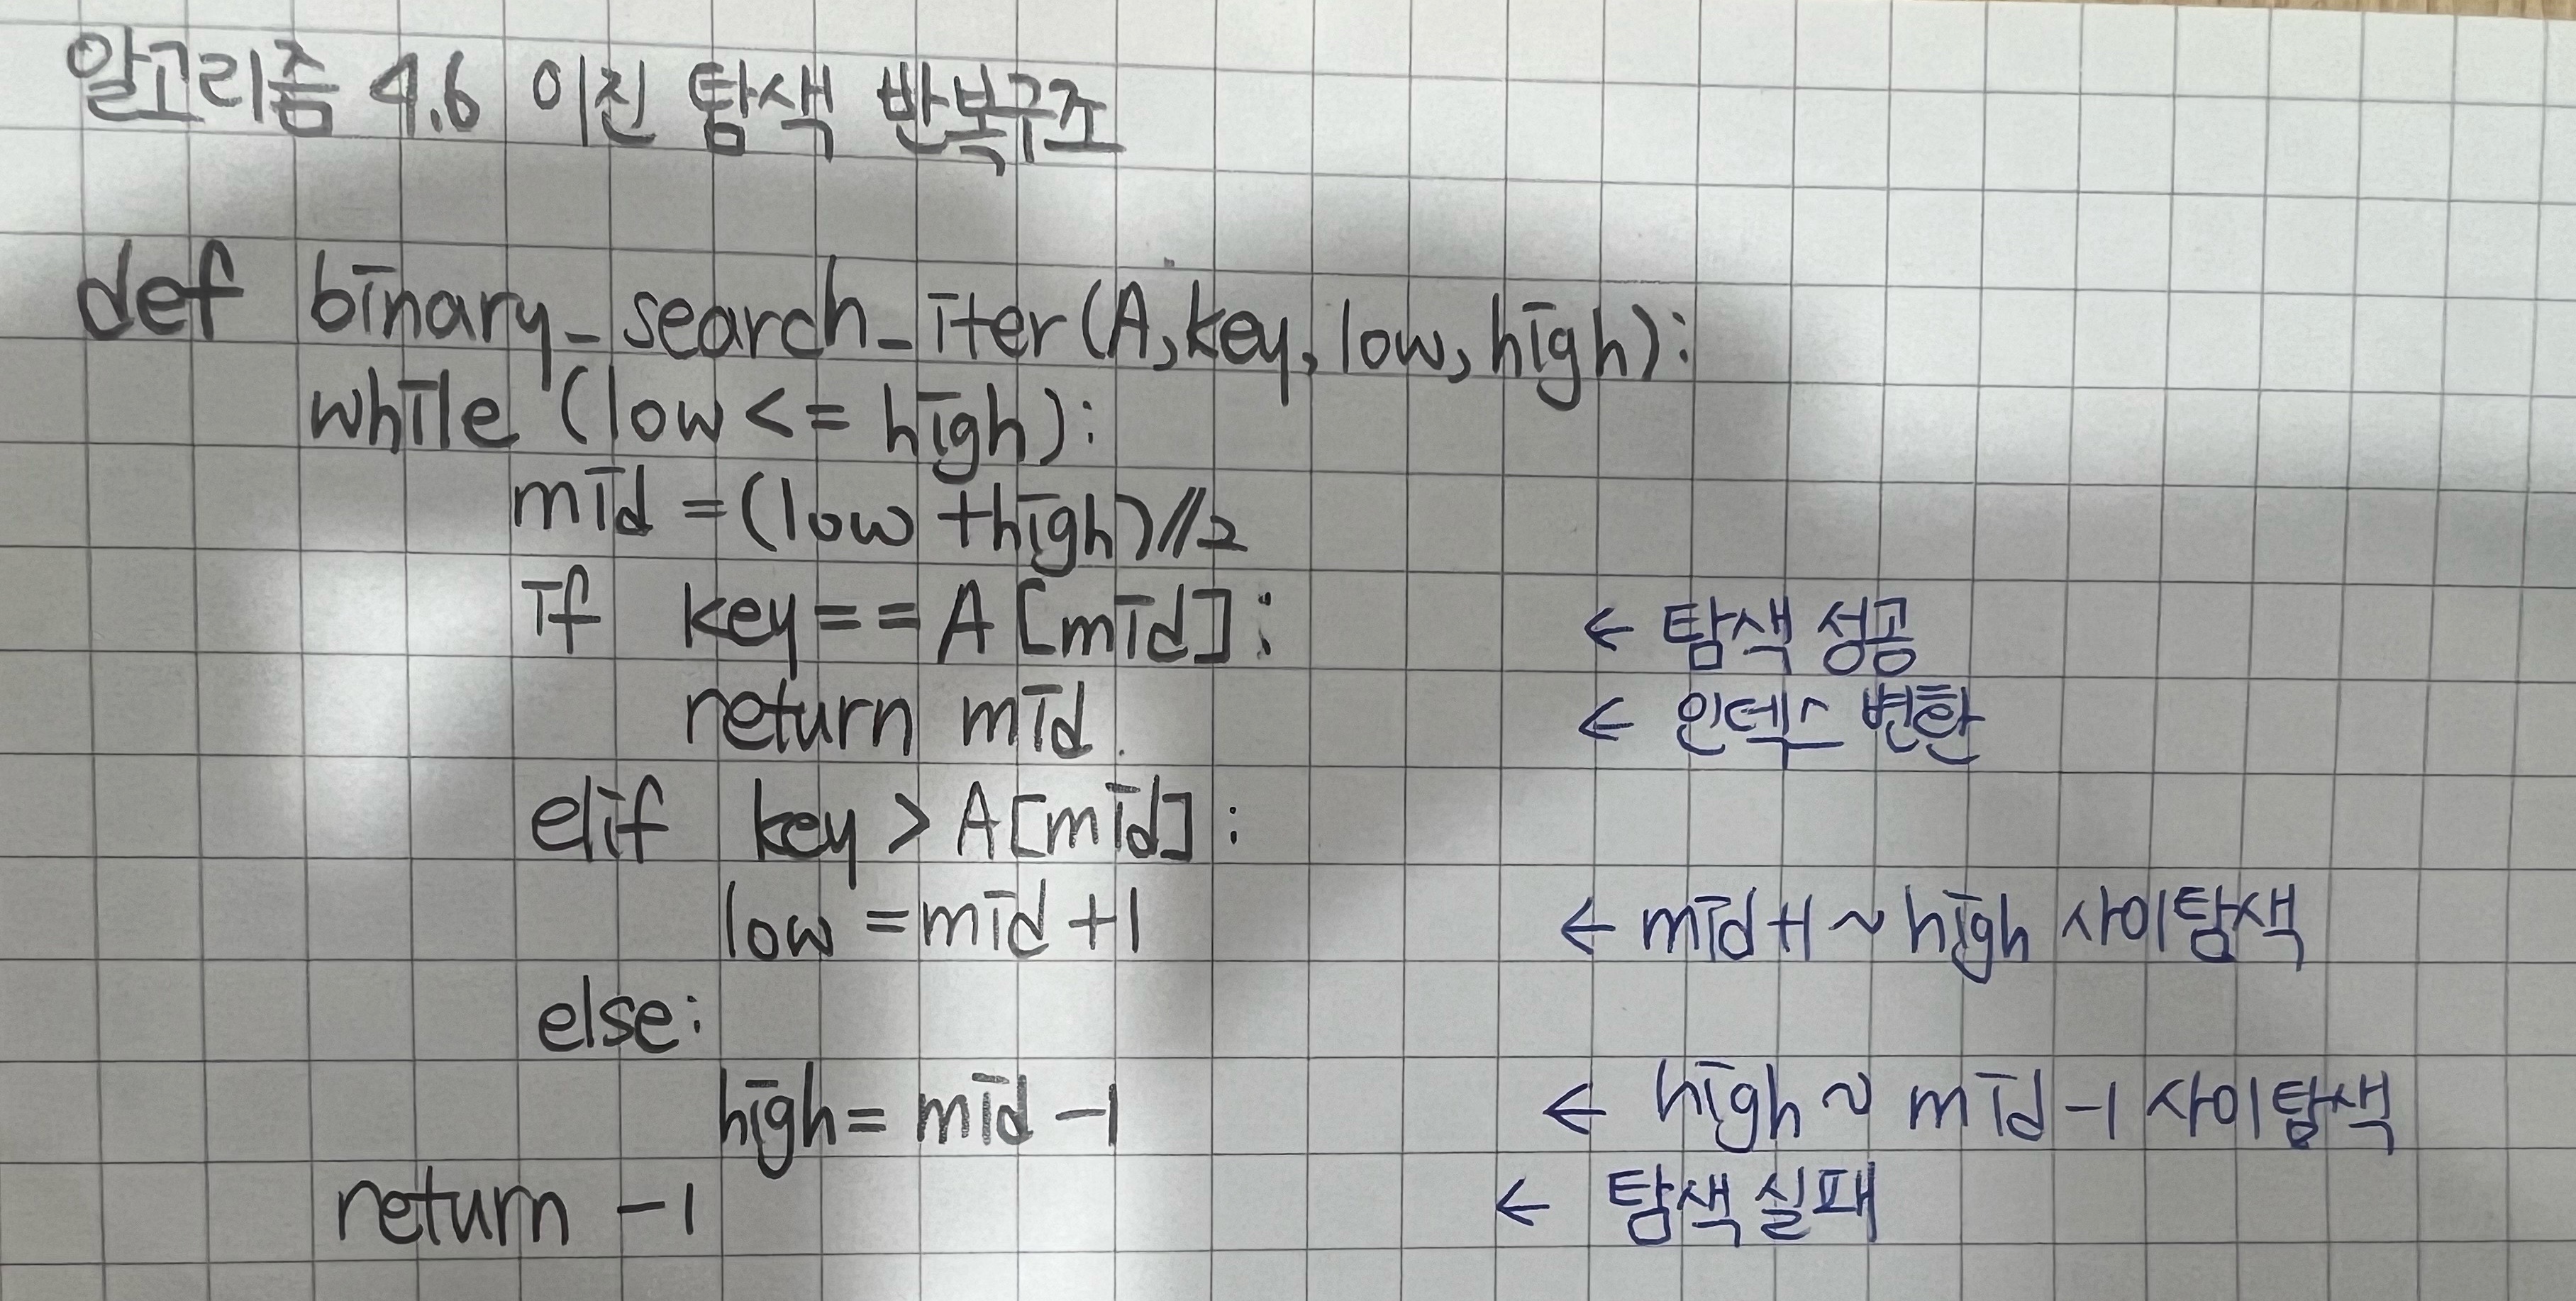 알고리즘 4.6 이진 탐색 반복구조
def binary_search_iter(A,key,low,high):
while (low <= high):
mid = (low + high)//2
if key == A[mid]: ← 탐색 성공
return mid ← 인덱스 변환
elif key > A[mid]:
low = mid +1 ← mid+1 ~ high 사이탐색
else:
high = mid -1 ← high ~ mid -1 사이탐색
return -1 ← 탐색 실패